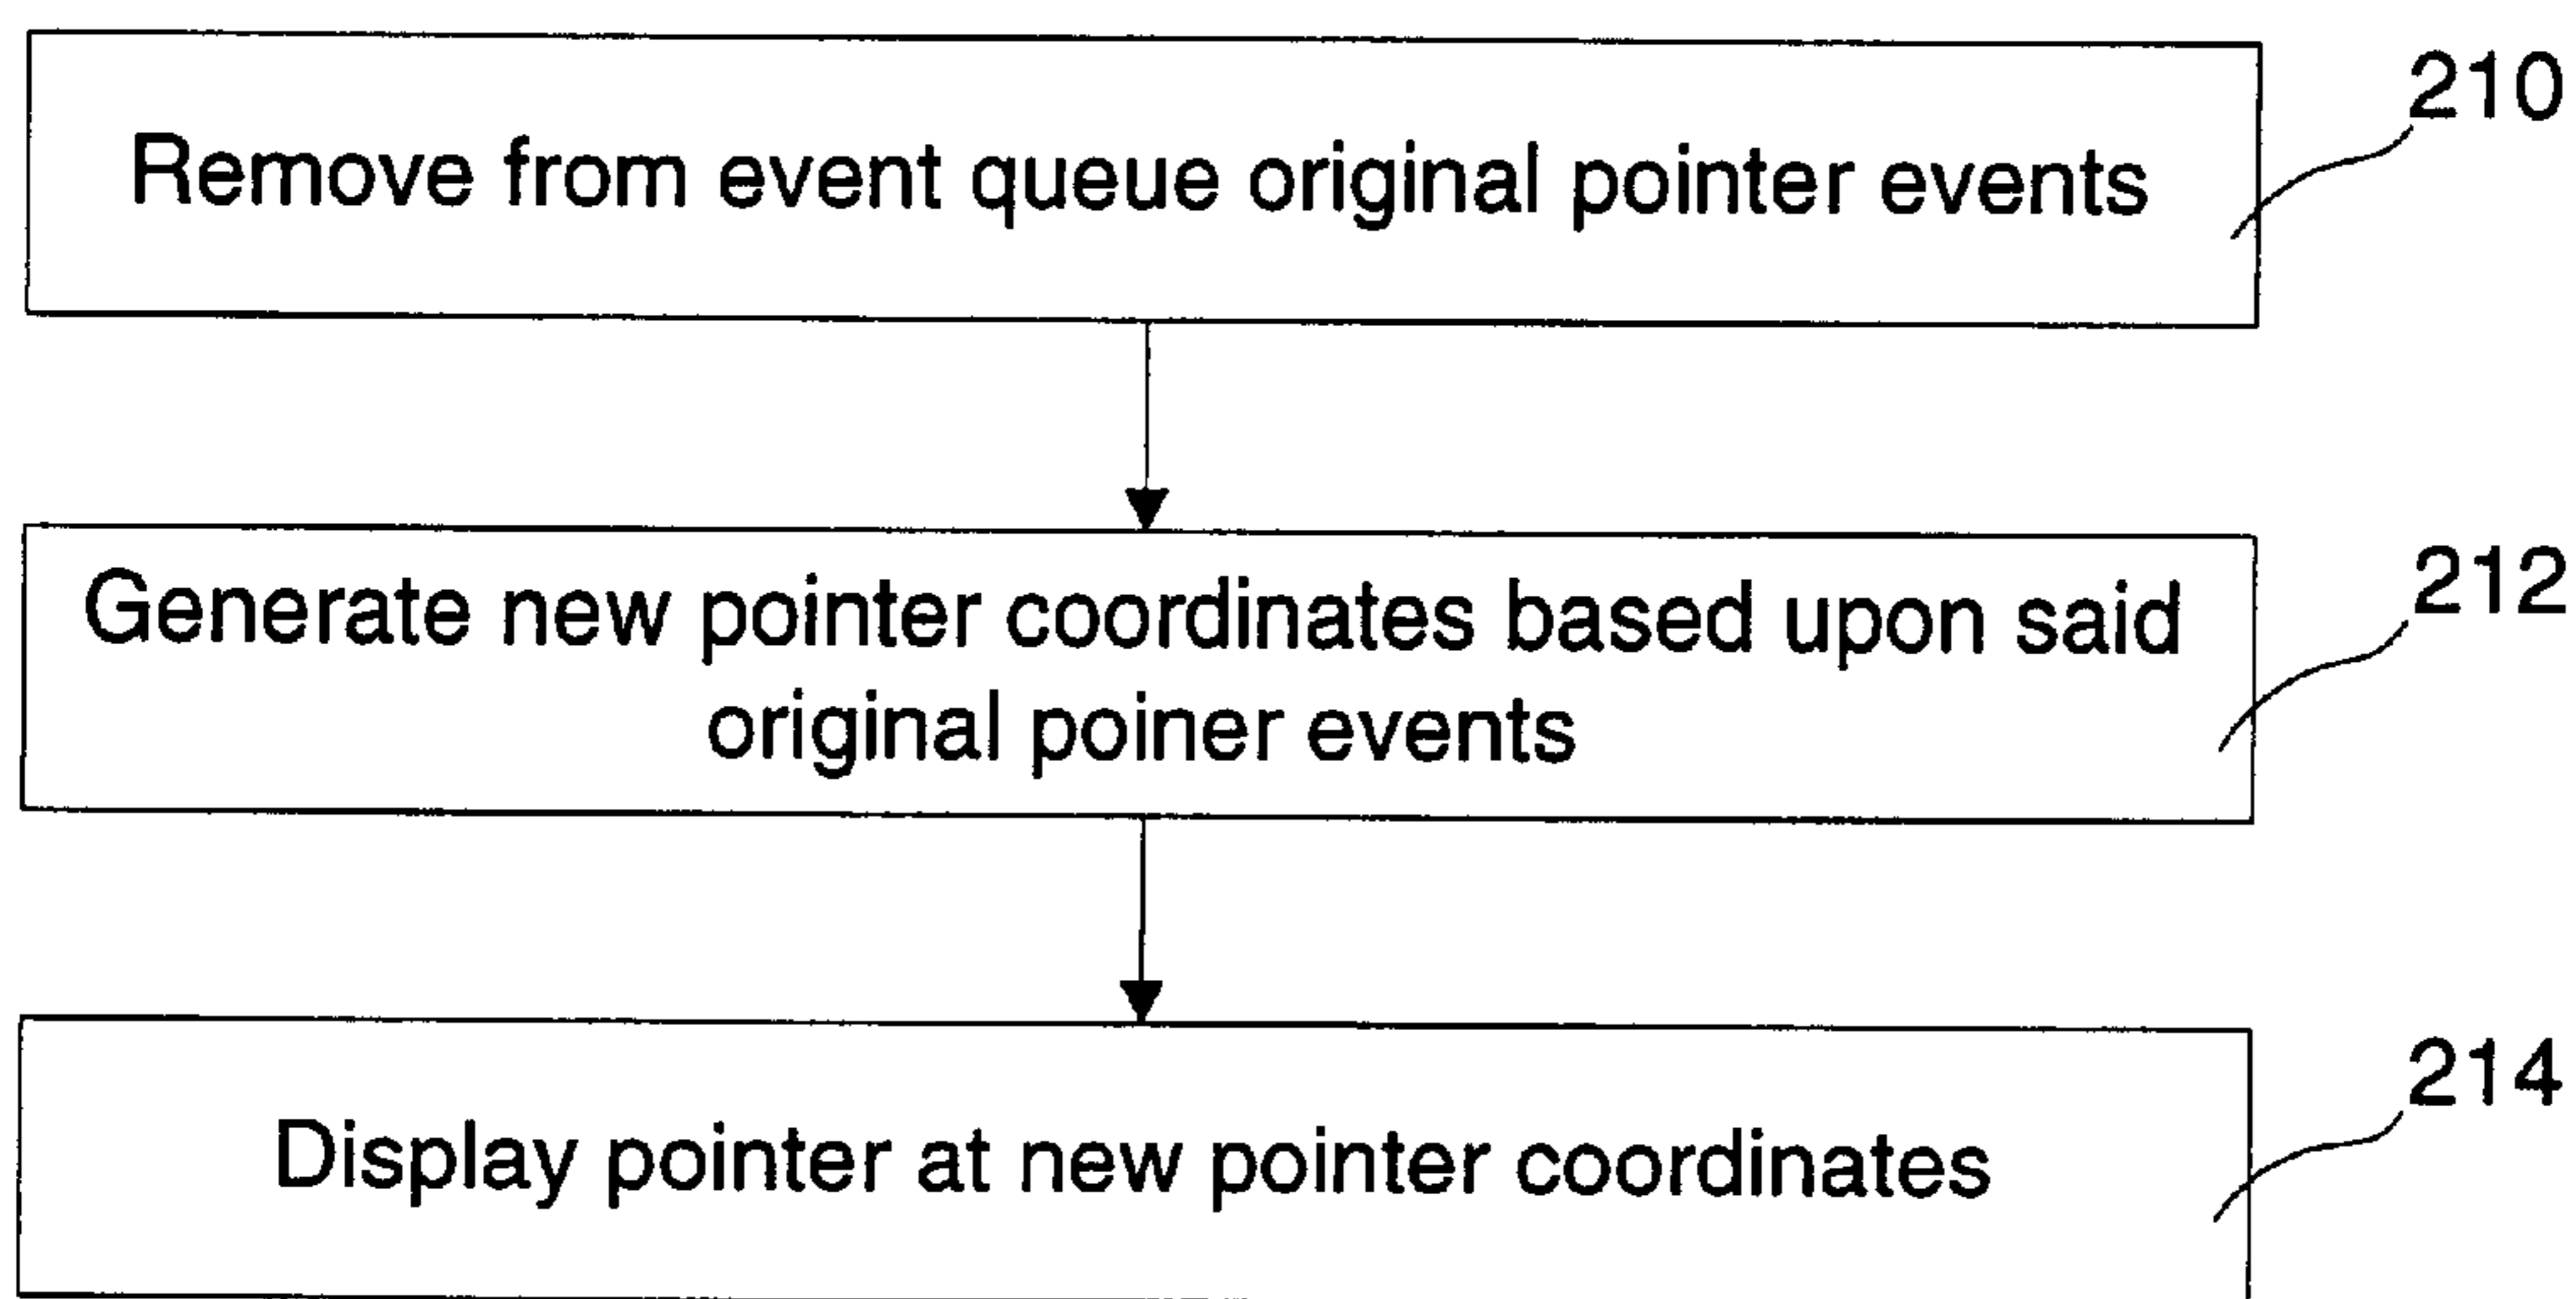 Remove from event queue original pointer events
210
Generate new pointer coordinates based upon said
original poiner events
212
Display pointer at new pointer coordinates
214